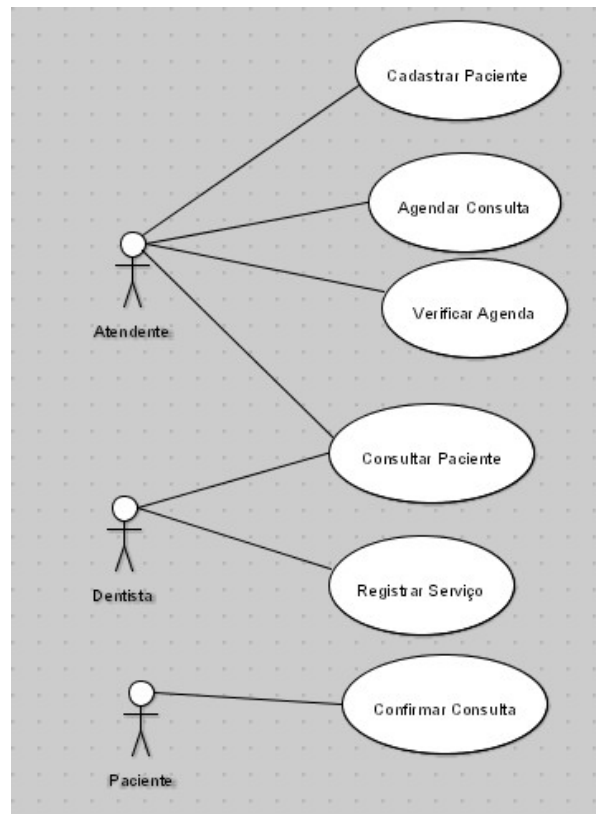 Cadastrar Paciente
Agendar Consulta
Verificar Agenda
Atendente
Consultar Paciente
Dentista
Registrar Serviço
Confirmar Consulta
Paciente